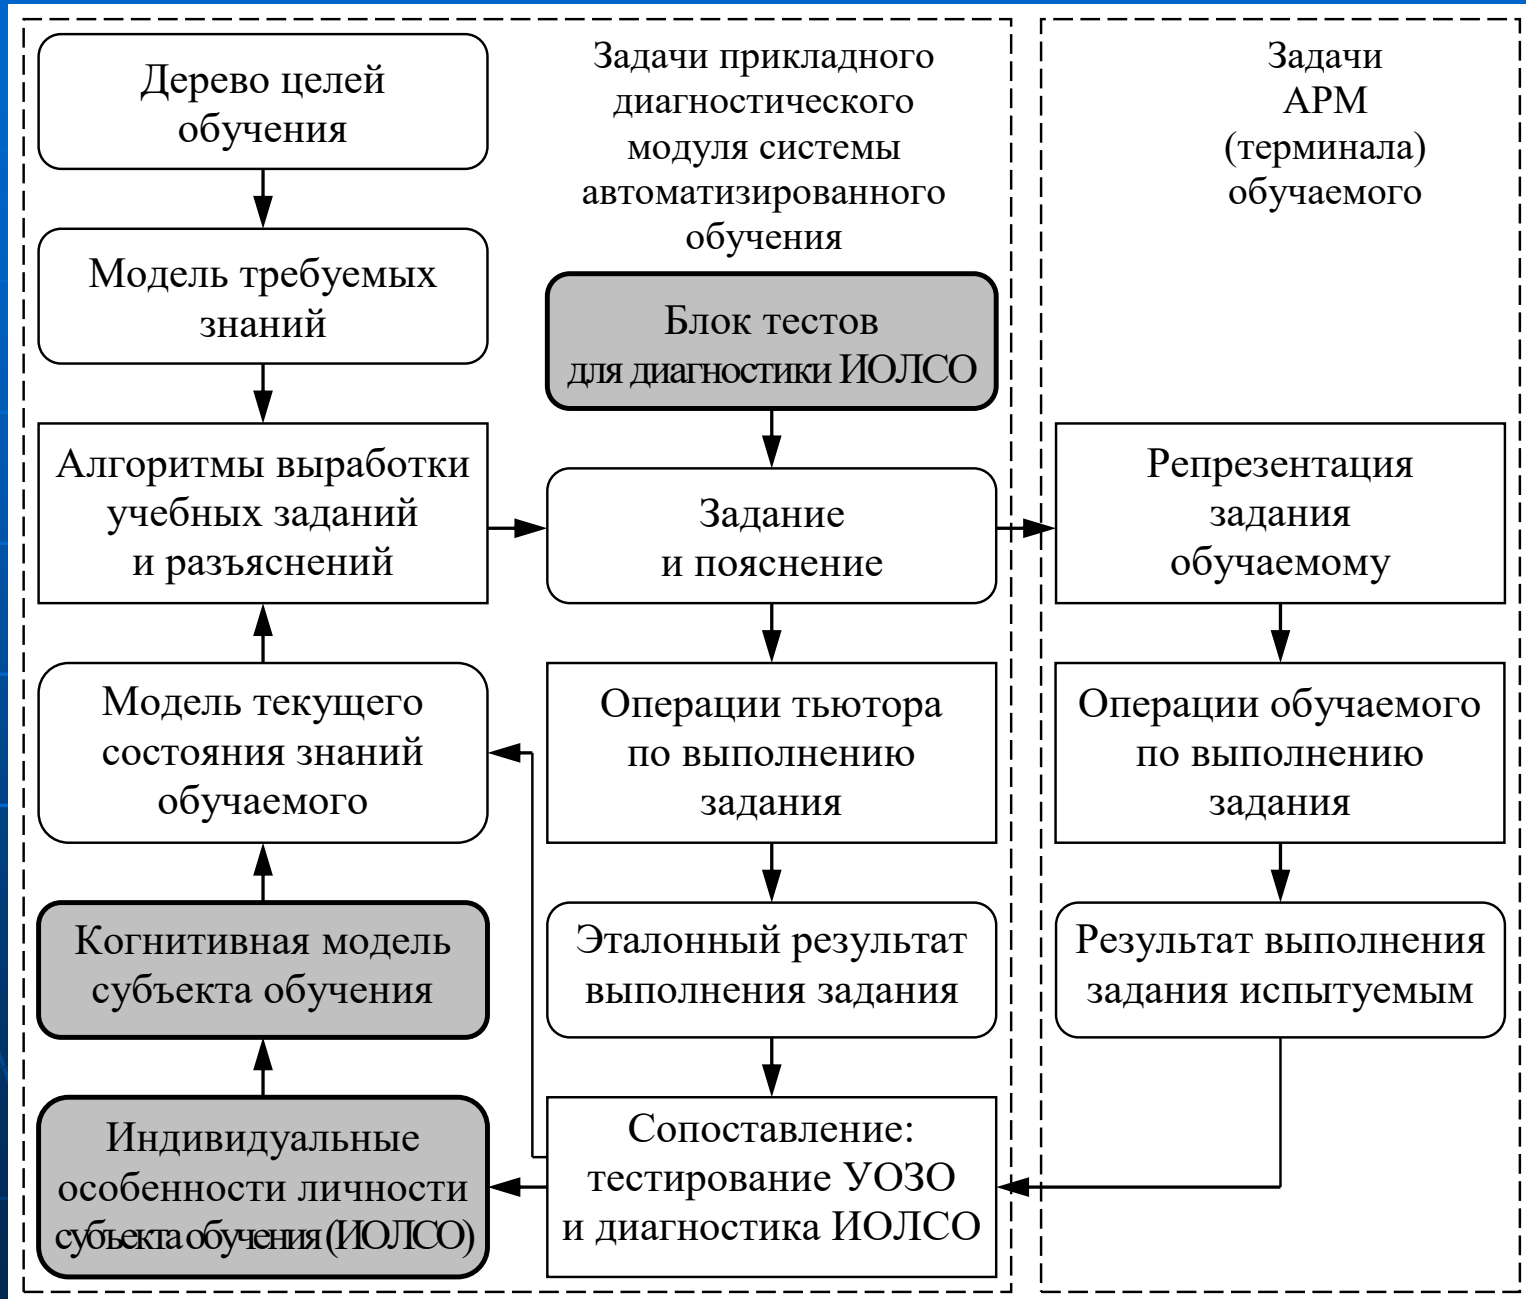 Дерево целей
обучения
Модель требуемых
знаний
Алгоритмы выработки
учебных заданий
и разъяснений
Модель текущего
состояния знаний
обучаемого
Когнитивная модель
субъекта обучения
Индивидуальные
особенности личности
субъекта обучения (ИОЛСО)
Задачи прикладного
диагностического
модуля системы
автоматизированного
обучения
Блок тестов
для диагностики ИОЛСО
Задание
и пояснение
Операции тьютора
по выполнению
задания
Эталонный результат
выполнения задания
Сопоставление:
тестирование УОЗО
и диагностика ИОЛСО
Задачи
АРМ
(терминала)
обучаемого
Репрезентация
задания
обучаемому
Операции обучаемого
по выполнению
задания
Результат выполнения
задания испытуемым